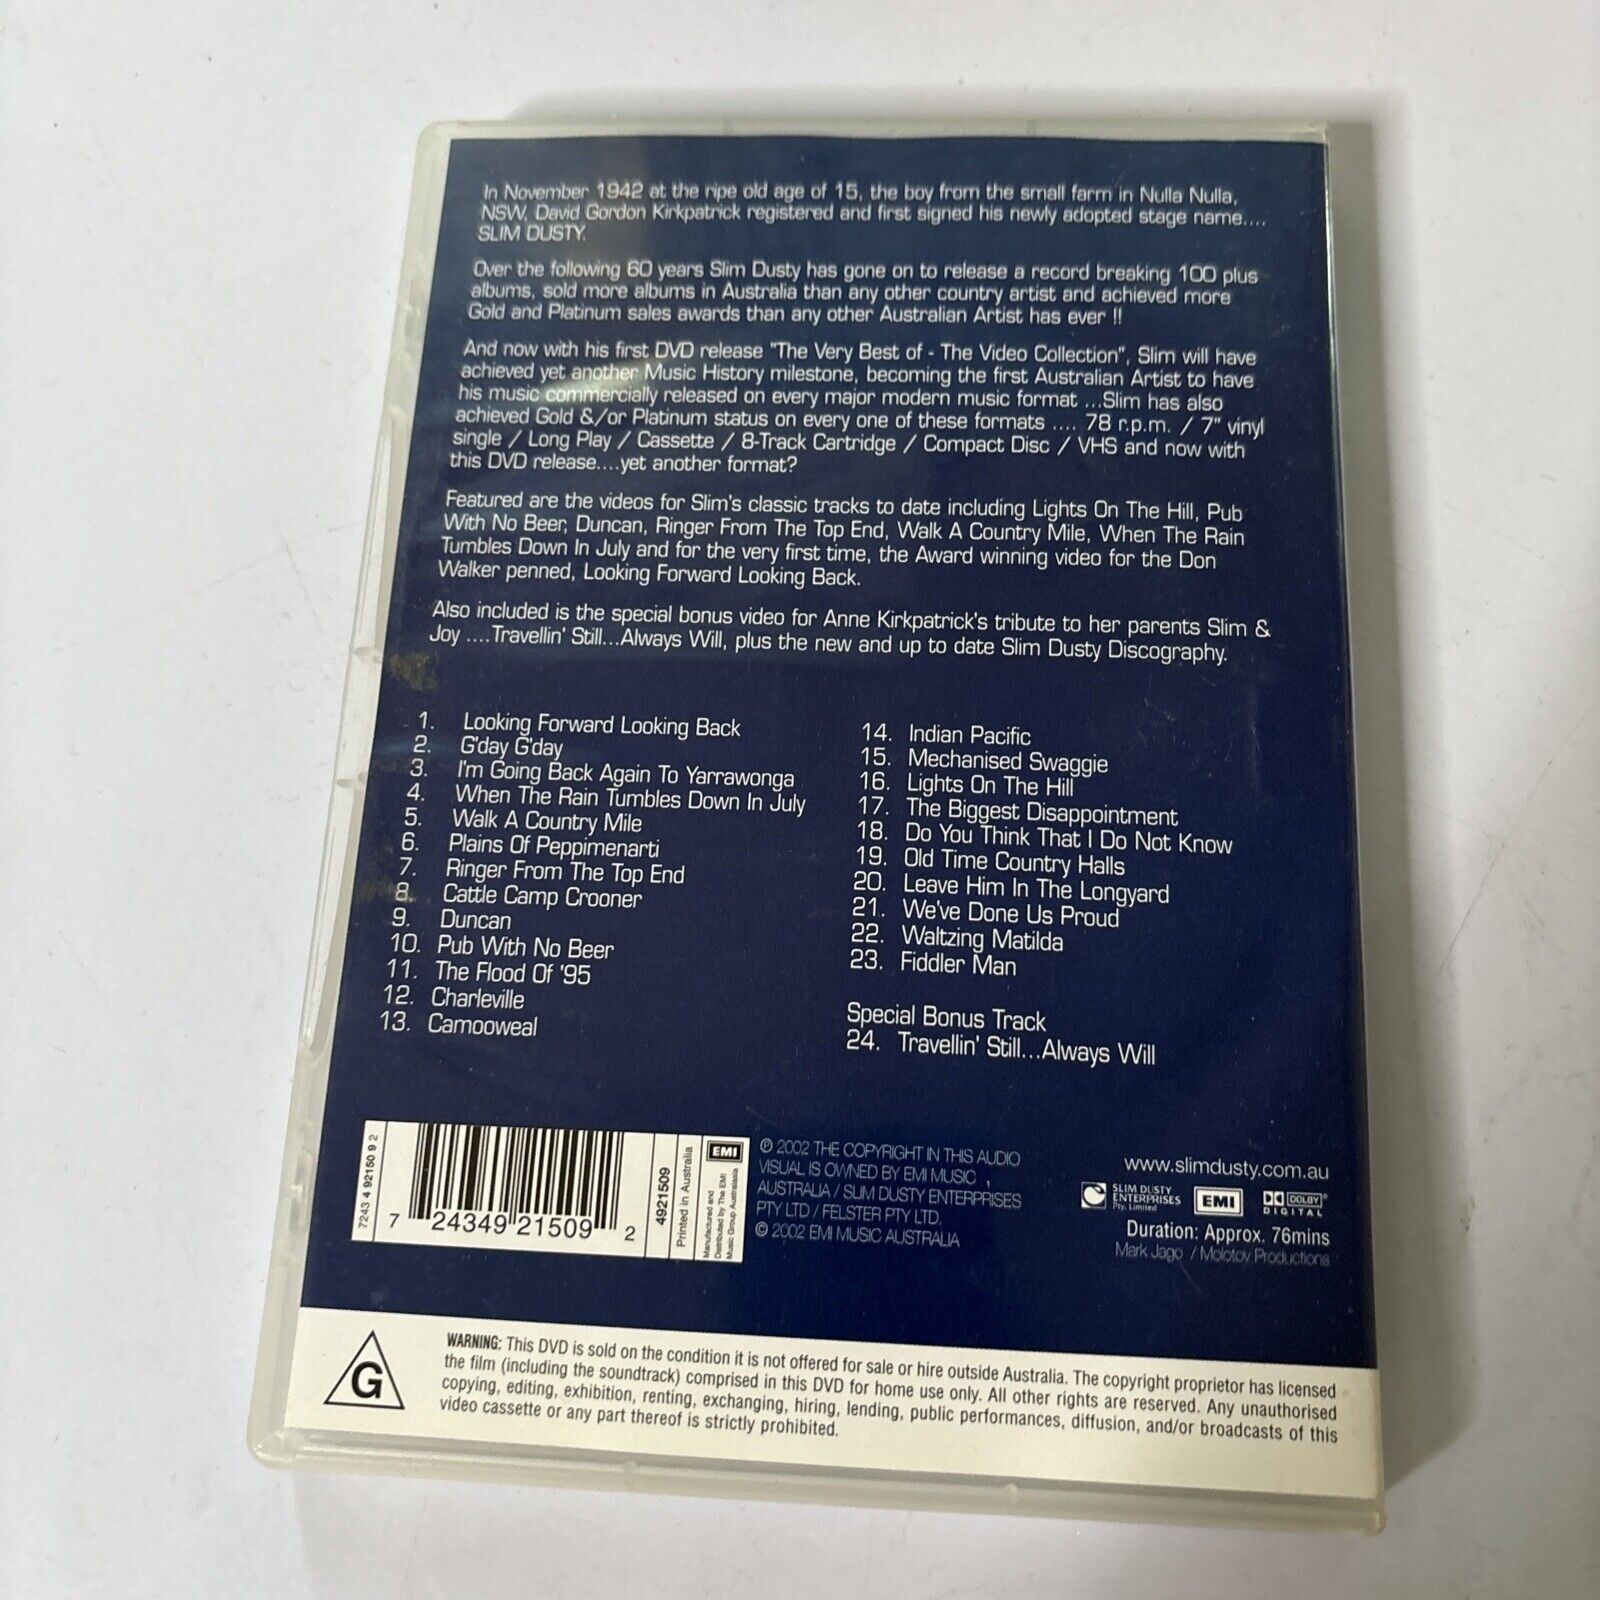 In November 1942 at the ripe old age of 15, the boy from the small farm in Nulla Nulla,
NSW, David Gordon Kirkpatrick registered and first signed his newly adopted stage name....
SLIM DUSTY.
Over the following 60 years Slim Dusty has gone on to release a record breaking 100 plus
albums, sold more albums in Australia than any other country artist and achieved more
Gold and Platinum sales awards than any other Australian Artist has ever !!
And now with his first DVD release "The Very Best of - The Video Collection", Slim will have
achieved yet another Music History milestone, becoming the first Australian Artist to have
his music commercially released on every major modern music format ...Slim has also
achieved Gold &/or Platinum status on every one of these formats .... 78 r.p.m. / 7" vinyl
single / Long Play / Cassette / 8-Track Cartridge / Compact Disc / VHS and now with
this DVD release....yet another format?
Featured are the videos for Slim's classic tracks to date including Lights On The Hill, Pub
With No Beer, Duncan, Ringer From The Top End, Walk A Country Mile, When The Rain
Tumbles Down In July and for the very first time, the Award winning video for the Don
Walker penned, Looking Forward Looking Back.
Also included is the special bonus video for Anne Kirkpatrick's tribute to her parents Slim &
Joy ....Travellin' Still...Always Will, plus the new and up to date Slim Dusty Discography.
1. Looking Forward Looking Back
2. G'day G'day
3. I'm Going Back Again To Yarrawonga
4. When The Rain Tumbles Down In July
5. Walk A Country Mile
6. Plains Of Peppimenarti
7. Ringer From The Top End
8. Cattle Camp Crooner
9. Duncan
10. Pub With No Beer
11. The Flood Of '95
12. Charleville
13. Camooweal
14. Indian Pacific
15. Mechanised Swaggie
16. Lights On The Hill
17. The Biggest Disappointment
18. Do You Think That I Do Not Know
19. Old Time Country Halls
20. Leave Him In The Longyard
21. We've Done Us Proud
22. Waltzing Matilda
23. Fiddler Man
Special Bonus Track
24. Travellin' Still...Always Will
7243 4 92150 9 2
7 24349 21509 2
4921509
Printed in Australia
EMI
Manufactured and
Distributed by The EMI
Music Group Australasia
℗ 2002 THE COPYRIGHT IN THIS AUDIO
VISUAL IS OWNED BY EMI MUSIC
AUSTRALIA / SLIM DUSTY ENTERPRISES
PTY LTD / FELSTER PTY LTD.
© 2002 EMI MUSIC AUSTRALIA
www.slimdusty.com.au
SLIM DUSTY
ENTERPRISES
Pty. Limited
EMI
DOLBY
DIGITAL
Duration: Approx. 76mins
Mark Jago / Molotov Productions
G
WARNING: This DVD is sold on the condition it is not offered for sale or hire outside Australia. The copyright proprietor has licensed
the film (including the soundtrack) comprised in this DVD for home use only. All other rights are reserved. Any unauthorised
copying, editing, exhibition, renting, exchanging, hiring, lending, public performances, diffusion, and/or broadcasts of this
video cassette or any part thereof is strictly prohibited.